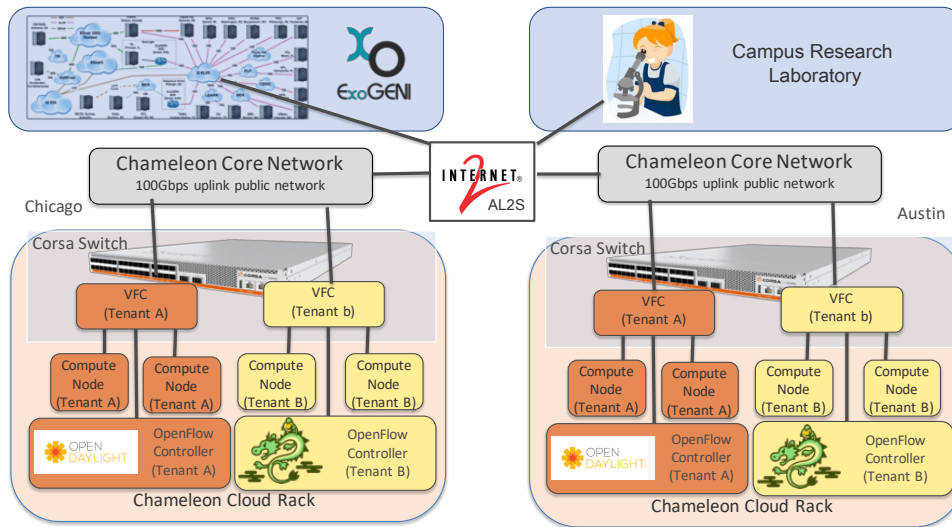 ExoGENI
Campus Research
Laboratory
Chameleon Core Network
100Gbps uplink public network
INTERNET®
2
AL2S
Chameleon Core Network
100Gbps uplink public network
Chicago
Austin
Corsa Switch
CORSA
VFC
(Tenant A)
VFC
(Tenant b)
Compute
Node
(Tenant A)
Compute
Node
(Tenant A)
Compute
Node
(Tenant B)
Compute
Node
(Tenant B)
OPEN
DAYLIGHT
OpenFlow
Controller
(Tenant A)
OpenFlow
Controller
(Tenant B)
Chameleon Cloud Rack
Corsa Switch
CORSA
VFC
(Tenant A)
VFC
(Tenant b)
Compute
Node
(Tenant A)
Compute
Node
(Tenant A)
Compute
Node
(Tenant B)
Compute
Node
(Tenant B)
OPEN
DAYLIGHT
OpenFlow
Controller
(Tenant A)
OpenFlow
Controller
(Tenant B)
Chameleon Cloud Rack